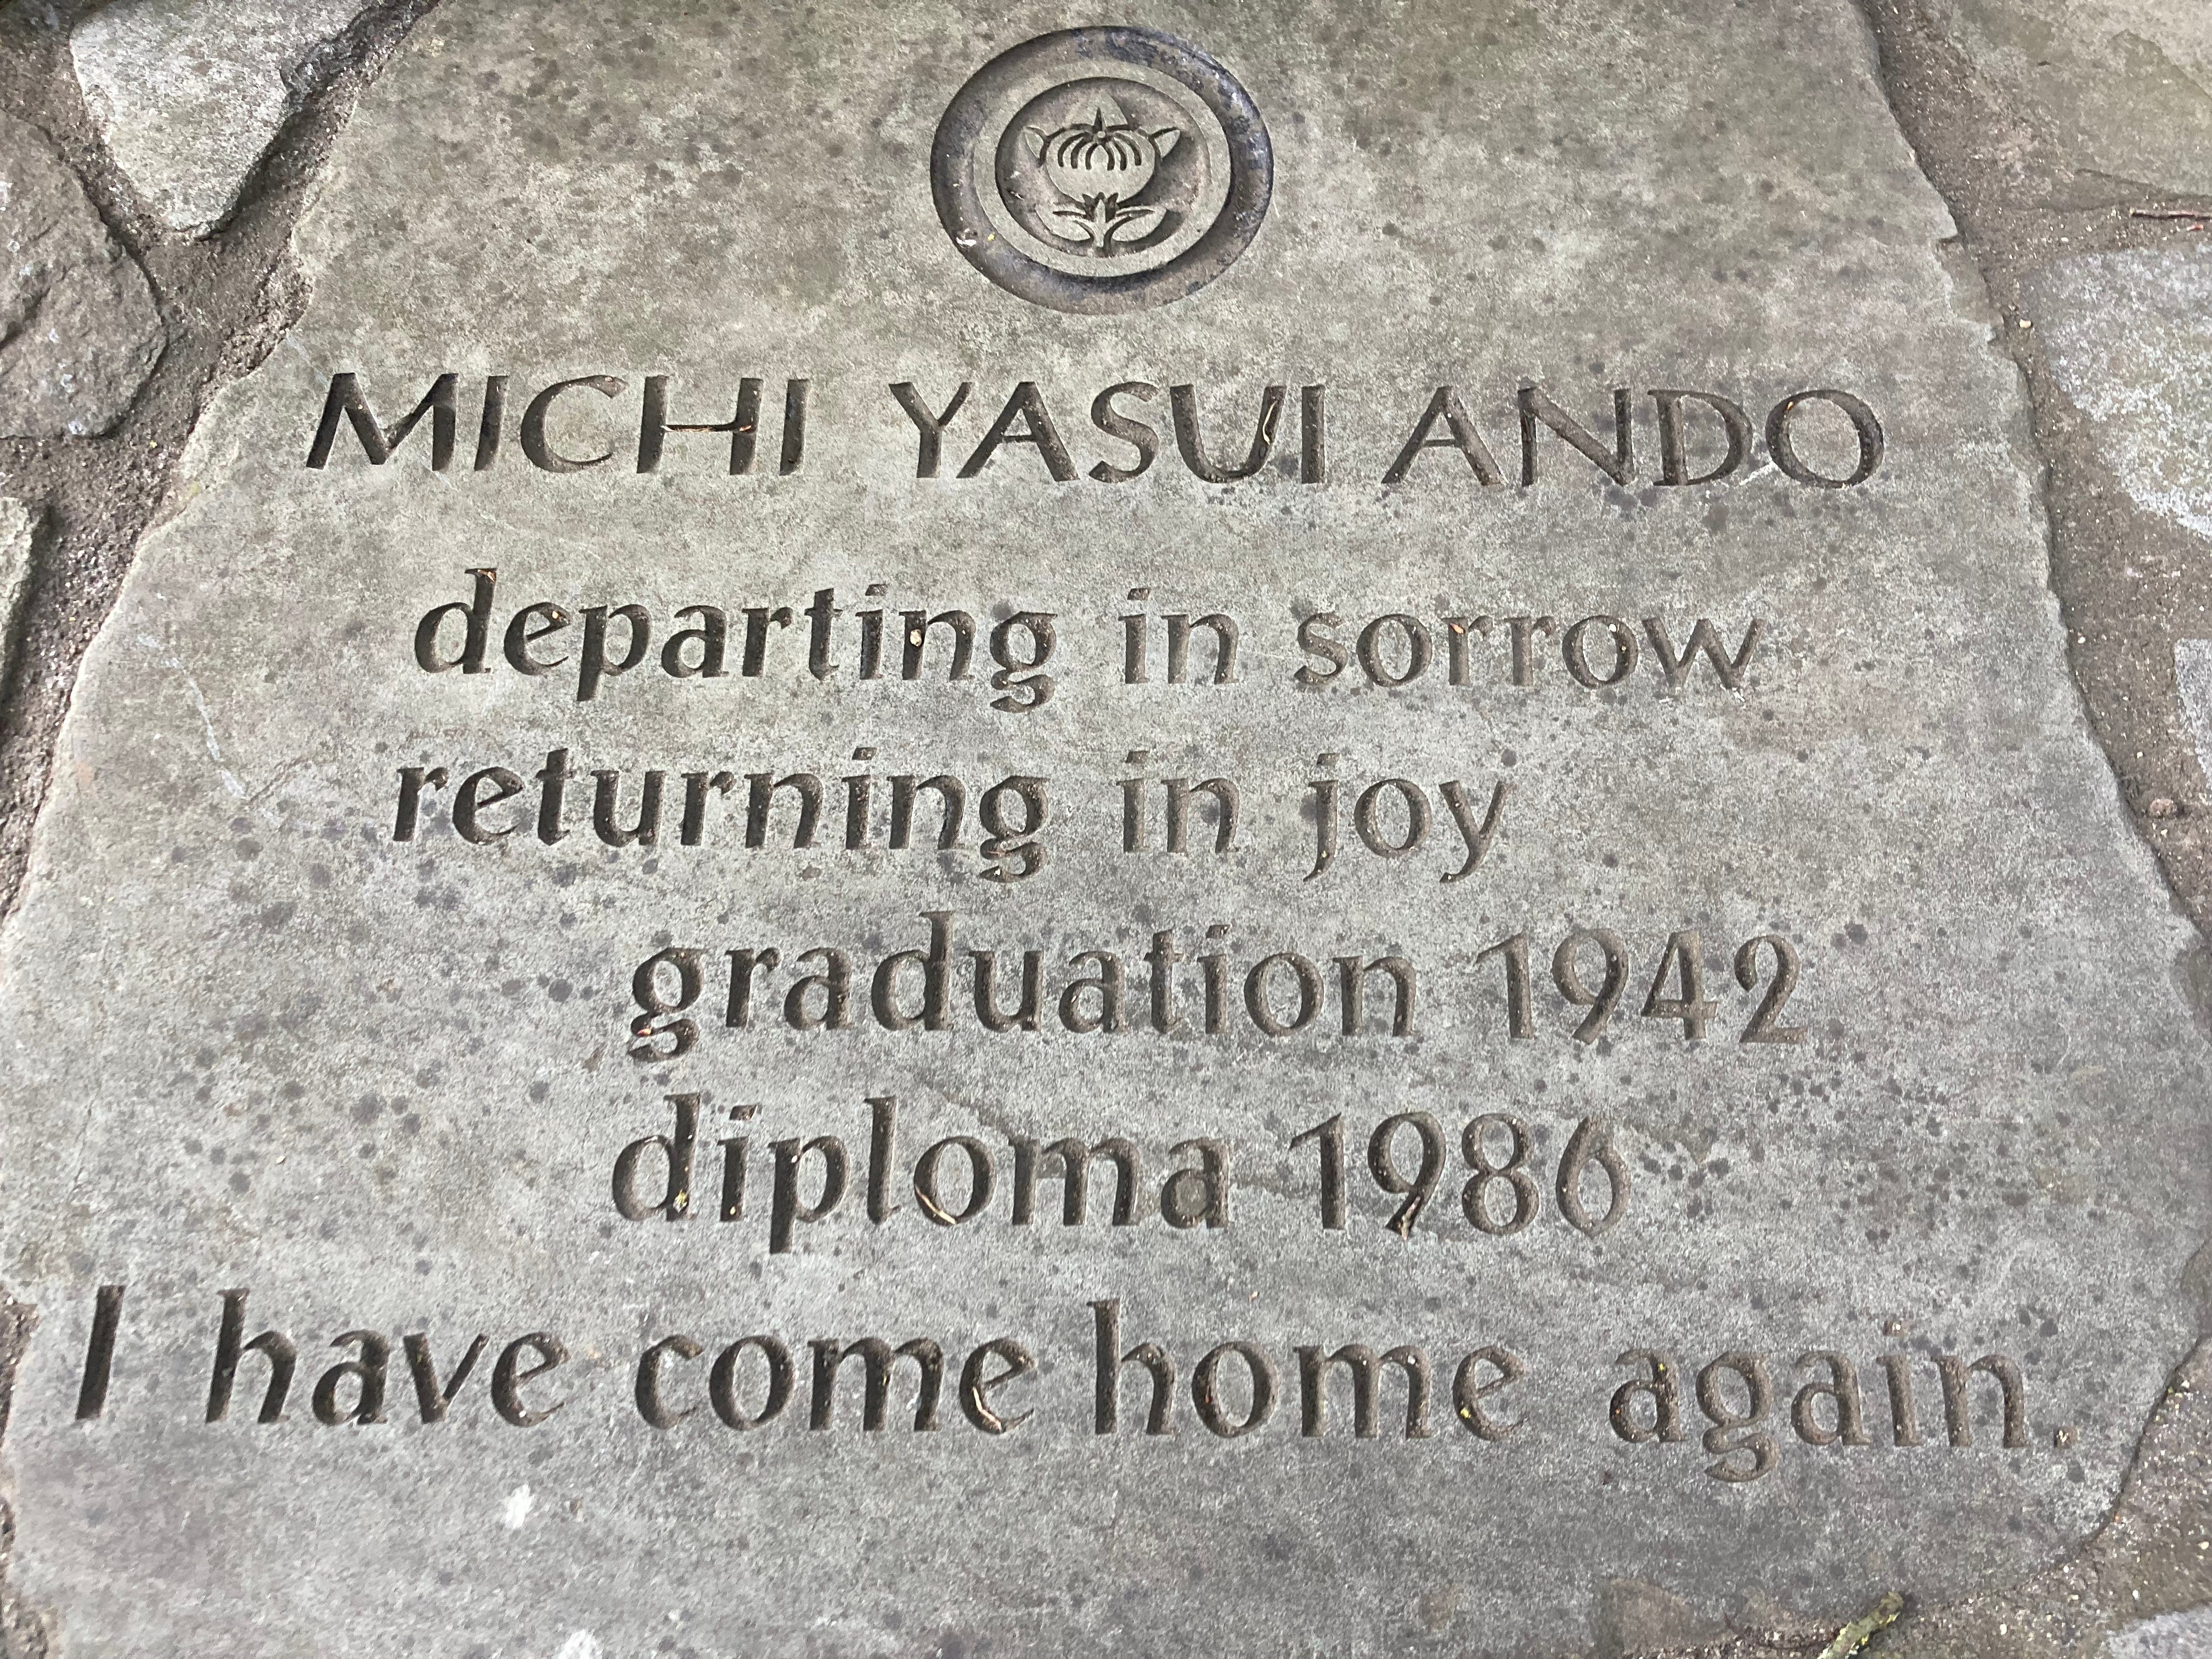 MICHI YASUI ANDO
departing in sorrow
returning in joy
graduation 1942
diploma 1986
I have come home again.